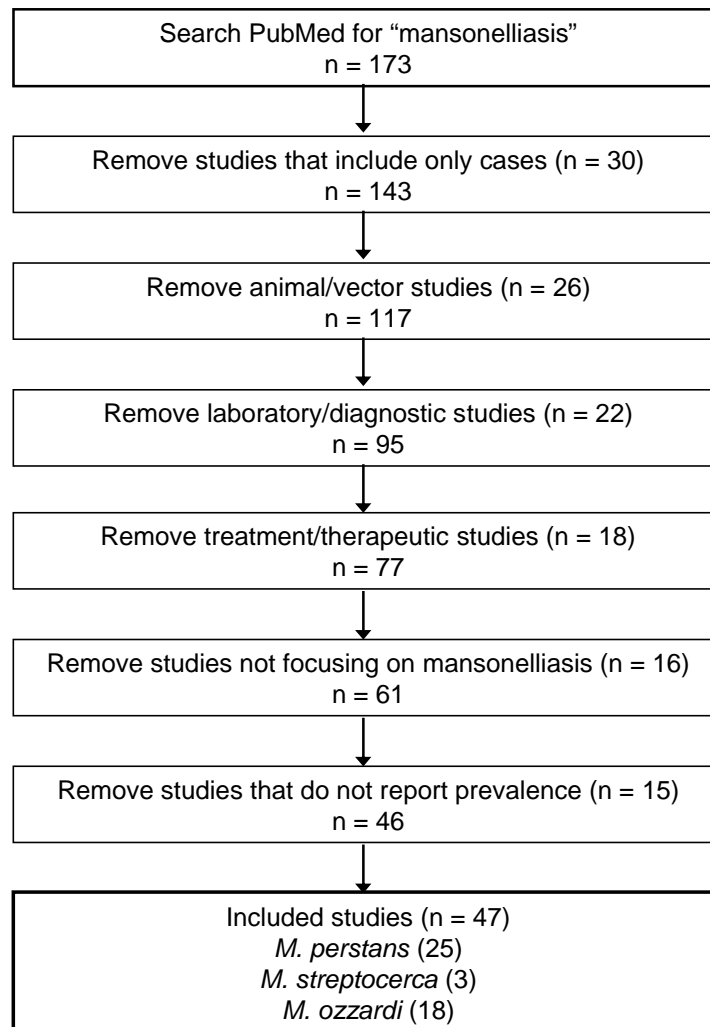 Search PubMed for “mansonelliasis”
n = 173
Remove studies that include only cases (n = 30)
n = 143
Remove animal/vector studies (n = 26)
n = 117
Remove laboratory/diagnostic studies (n = 22)
n = 95
Remove treatment/therapeutic studies (n = 18)
n = 77
Remove studies not focusing on mansonelliasis (n = 16)
n = 61
Remove studies that do not report prevalence (n = 15)
n = 46
Included studies (n = 47)
M. perstans (25)
M. streptocerca (3)
M. ozzardi (18)